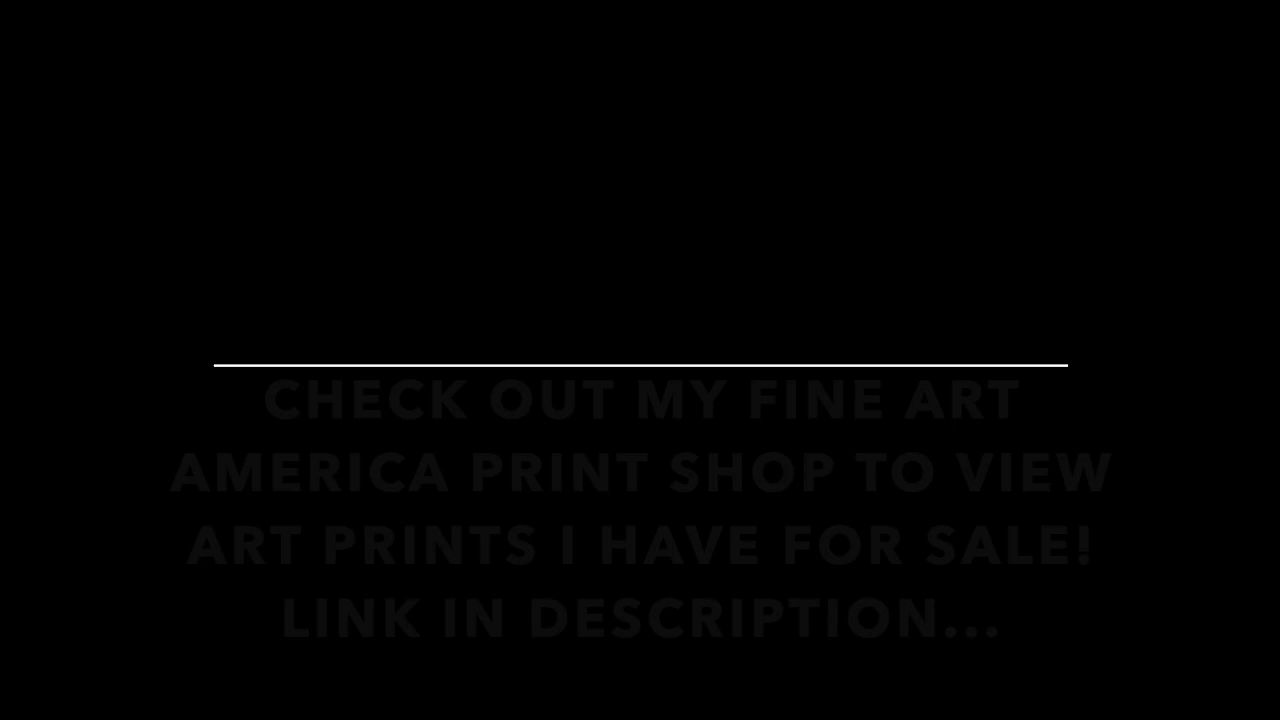 CHECK OUT MY FINE ART
AMERICA PRINT SHOP TO VIEW
ART PRINTS I HAVE FOR SALE!
LINK IN DESCRIPTION...